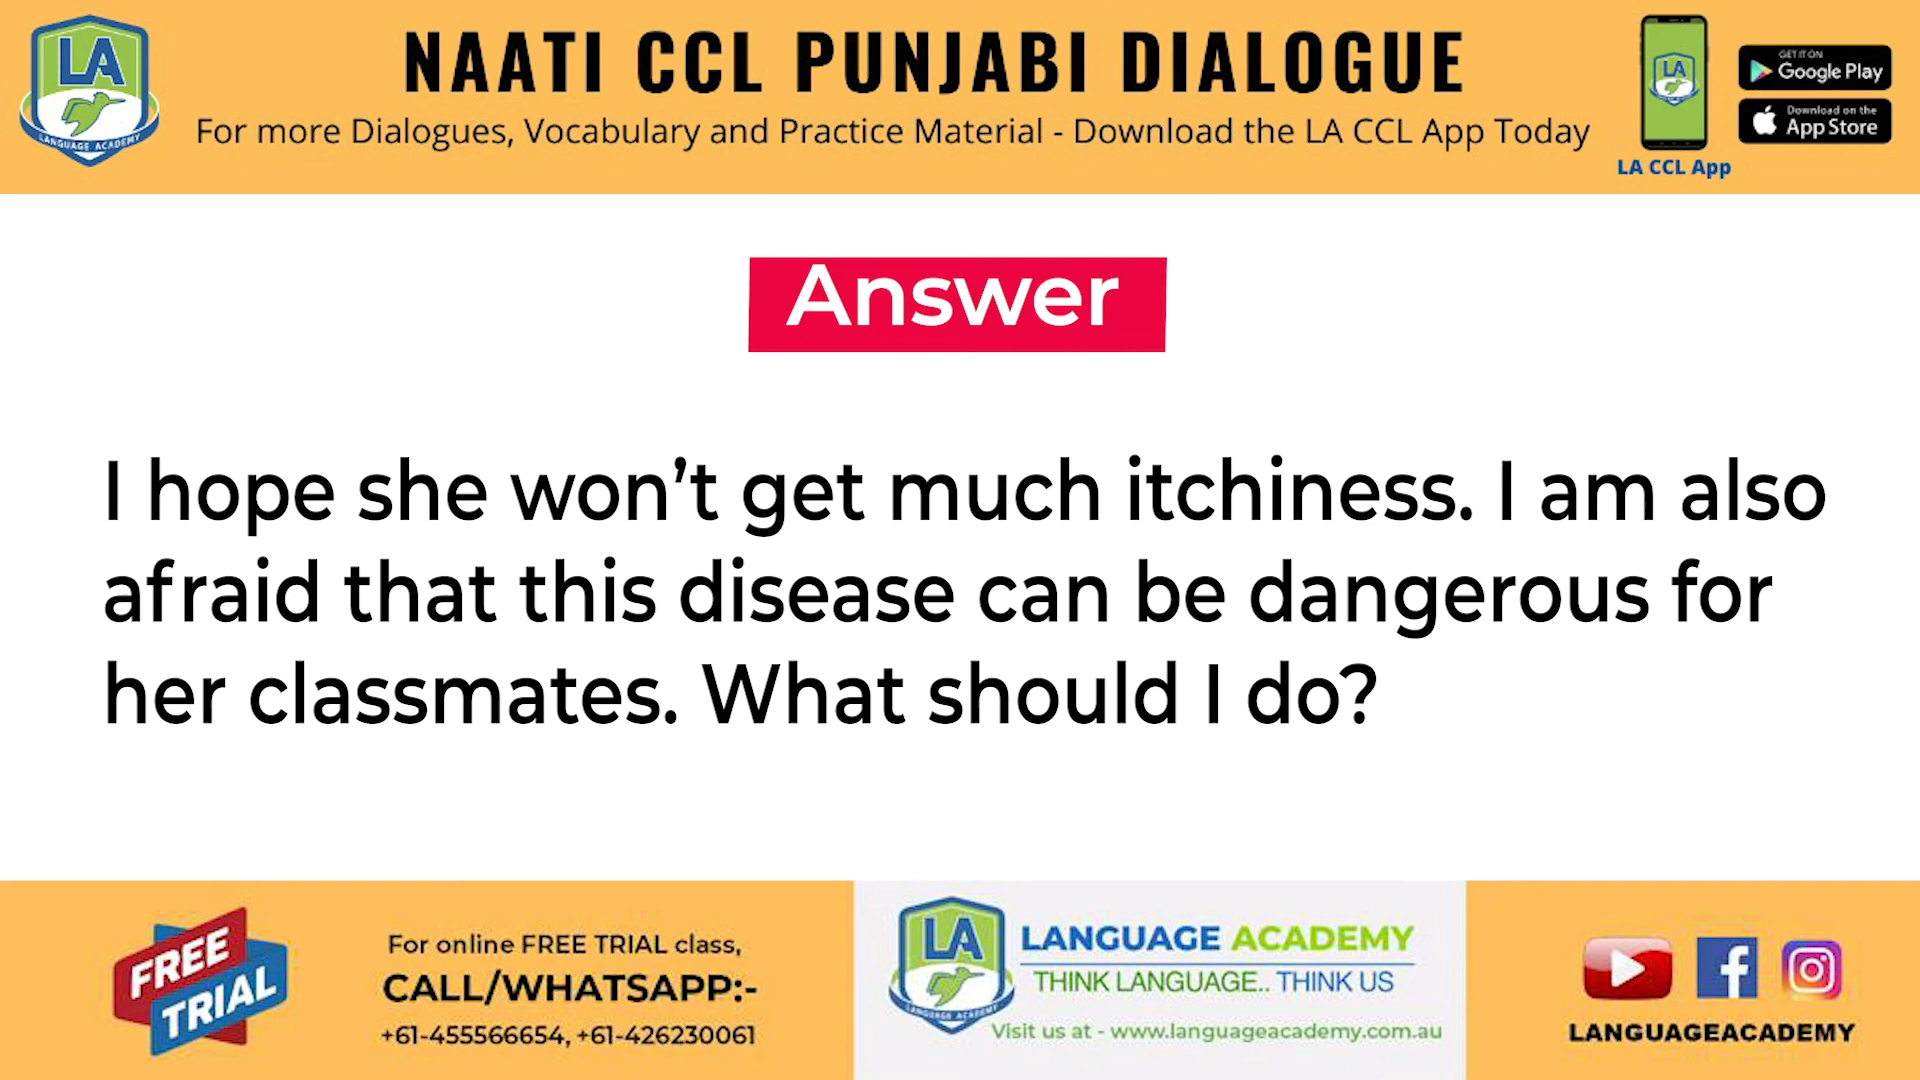 LA
LANGUAGE ACADEMY
NAATI CCL PUNJABI DIALOGUE
For more Dialogues, Vocabulary and Practice Material - Download the LA CCL App Today
LA
LA CCL App
GET IT ON
Google Play
Download on the
App Store
Answer
I hope she won’t get much itchiness. I am also
afraid that this disease can be dangerous for
her classmates. What should I do?
FREE
TRIAL
For online FREE TRIAL class,
CALL/WHATSAPP:-
+61-455566654, +61-426230061
LA
LANGUAGE ACADEMY
LANGUAGE ACADEMY
THINK LANGUAGE.. THINK US
Visit us at - www.languageacademy.com.au
LANGUAGEACADEMY